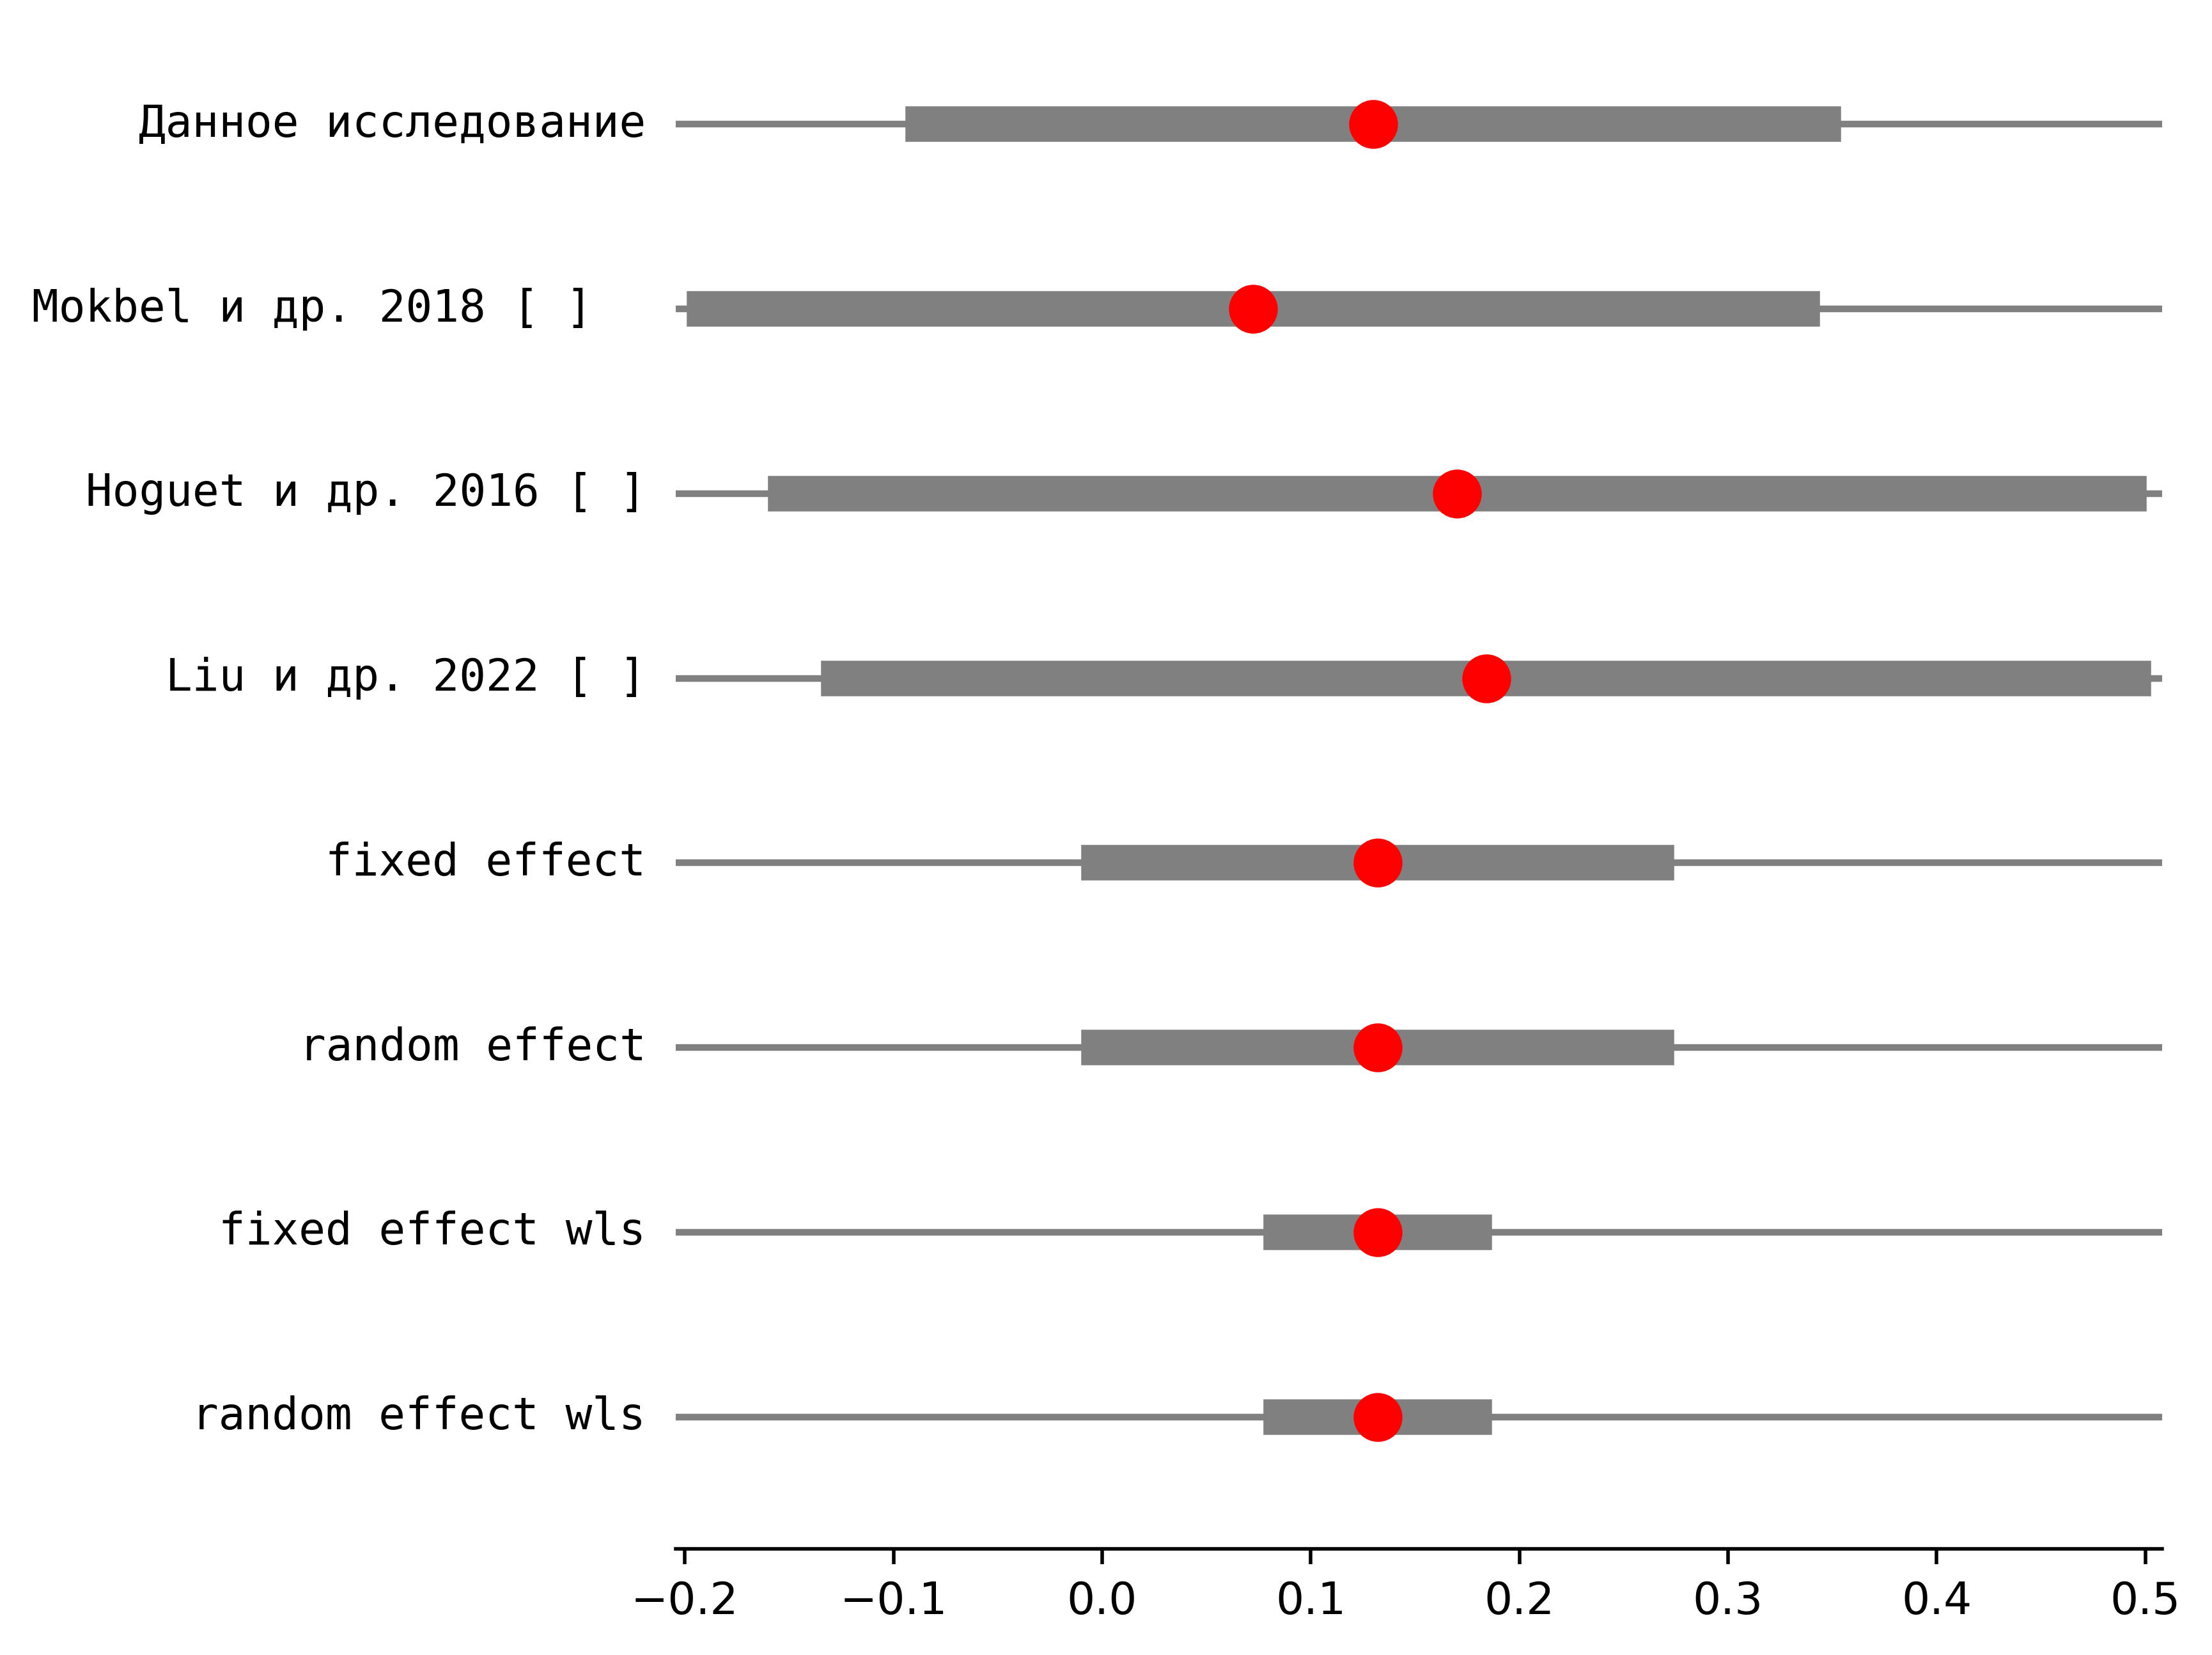 Данное исследование
Mokbel и др. 2018 [ ]
Hoguet и др. 2016 [ ]
Liu и др. 2022 [ ]
fixed effect
random effect
fixed effect wls
random effect wls
−0.2 −0.1 0.0 0.1 0.2 0.3 0.4 0.5